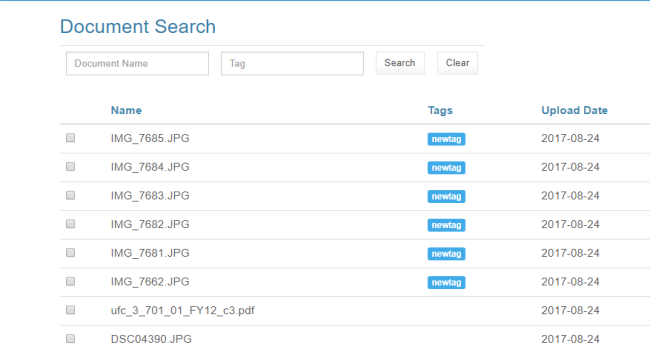 Document Search
Document Name Tag Search Clear
Name Tags Upload Date
IMG_7685.JPG newtag 2017-08-24
IMG_7684.JPG newtag 2017-08-24
IMG_7683.JPG newtag 2017-08-24
IMG_7682.JPG newtag 2017-08-24
IMG_7681.JPG newtag 2017-08-24
IMG_7662.JPG newtag 2017-08-24
ufc_3_701_01_FY12_c3.pdf 2017-08-24
DSC04390.JPG 2017-08-24